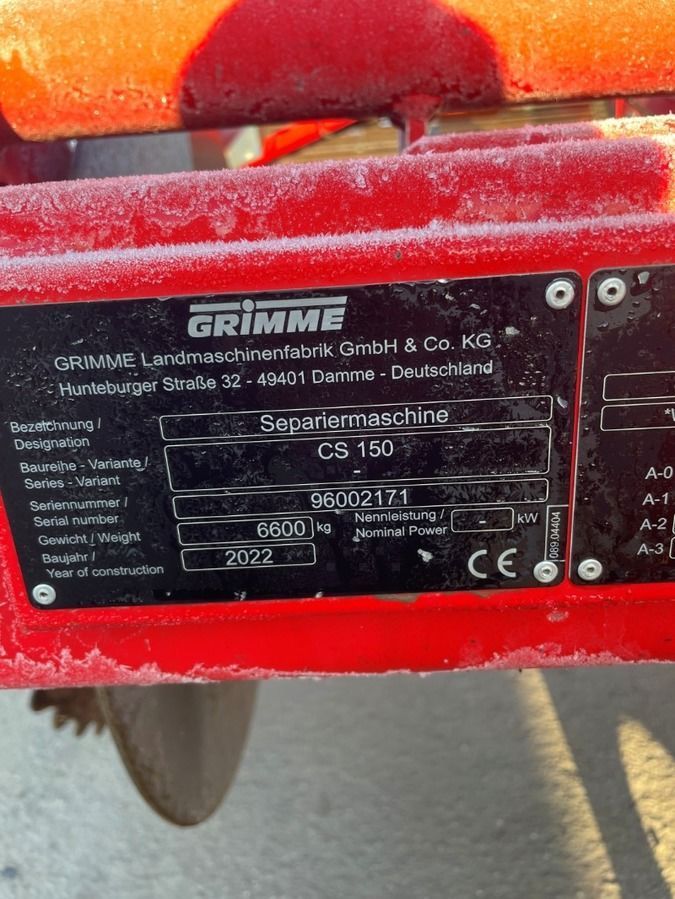 GRIMME
GRIMME Landmaschinenfabrik GmbH & Co. KG
Hunteburger Straße 32 - 49401 Damme - Deutschland
Bezeichnung /
Designation
Separiermaschine
Baureihe - Variante /
Series - Variant
CS 150
-
Seriennummer /
Serial number
96002171
Gewicht / Weight
6600 kg
Nennleistung /
Nominal Power
- kW
Baujahr /
Year of construction
2022
CE
089.04404
A-0
A-1
A-2
A-3